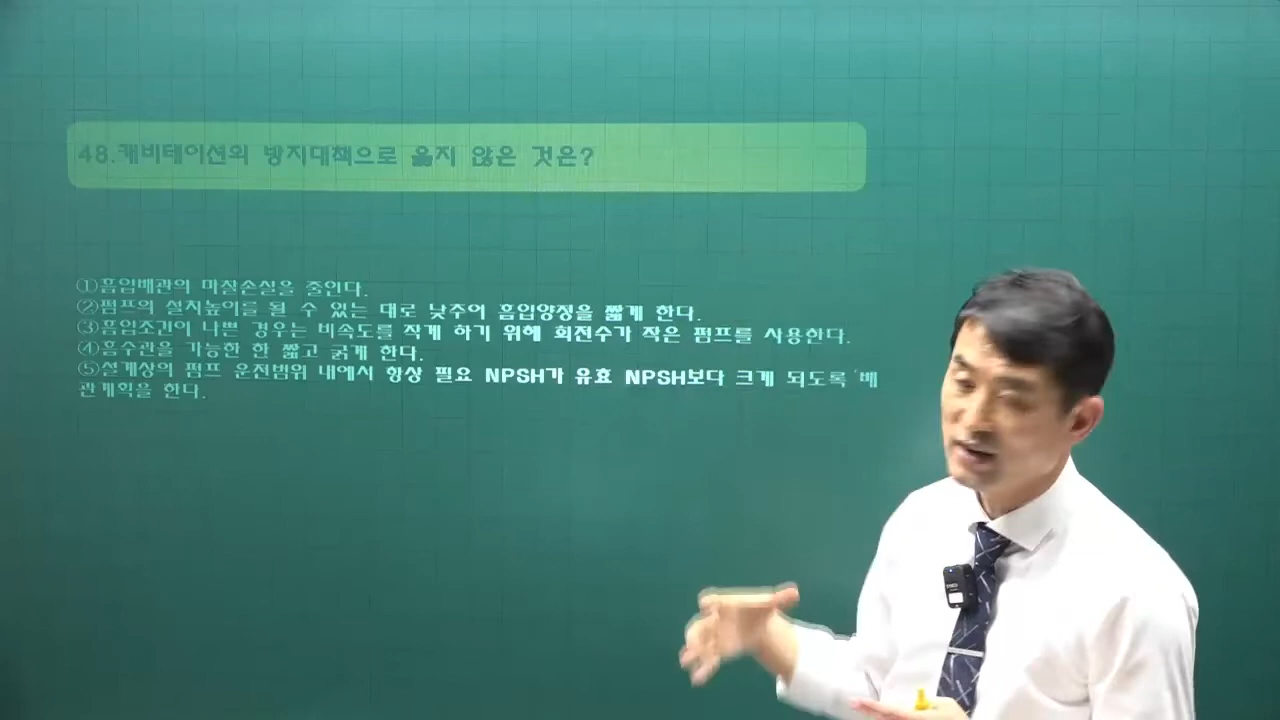 48.캐비테이션의 방지대책으로 옳지 않은 것은?
①흡입배관의 마찰손실을 줄인다.
②펌프의 설치높이를 될 수 있는 대로 낮추어 흡입양정을 짧게 한다.
③흡입조건이 나쁜 경우는 비속도를 작게 하기 위해 회전수가 작은 펌프를 사용한다.
④흡수관을 가능한 한 짧고 굵게 한다.
⑤설계상의 펌프 운전범위 내에서 항상 필요 NPSH가 유효 NPSH보다 크게 되도록 배
관계획을 한다.